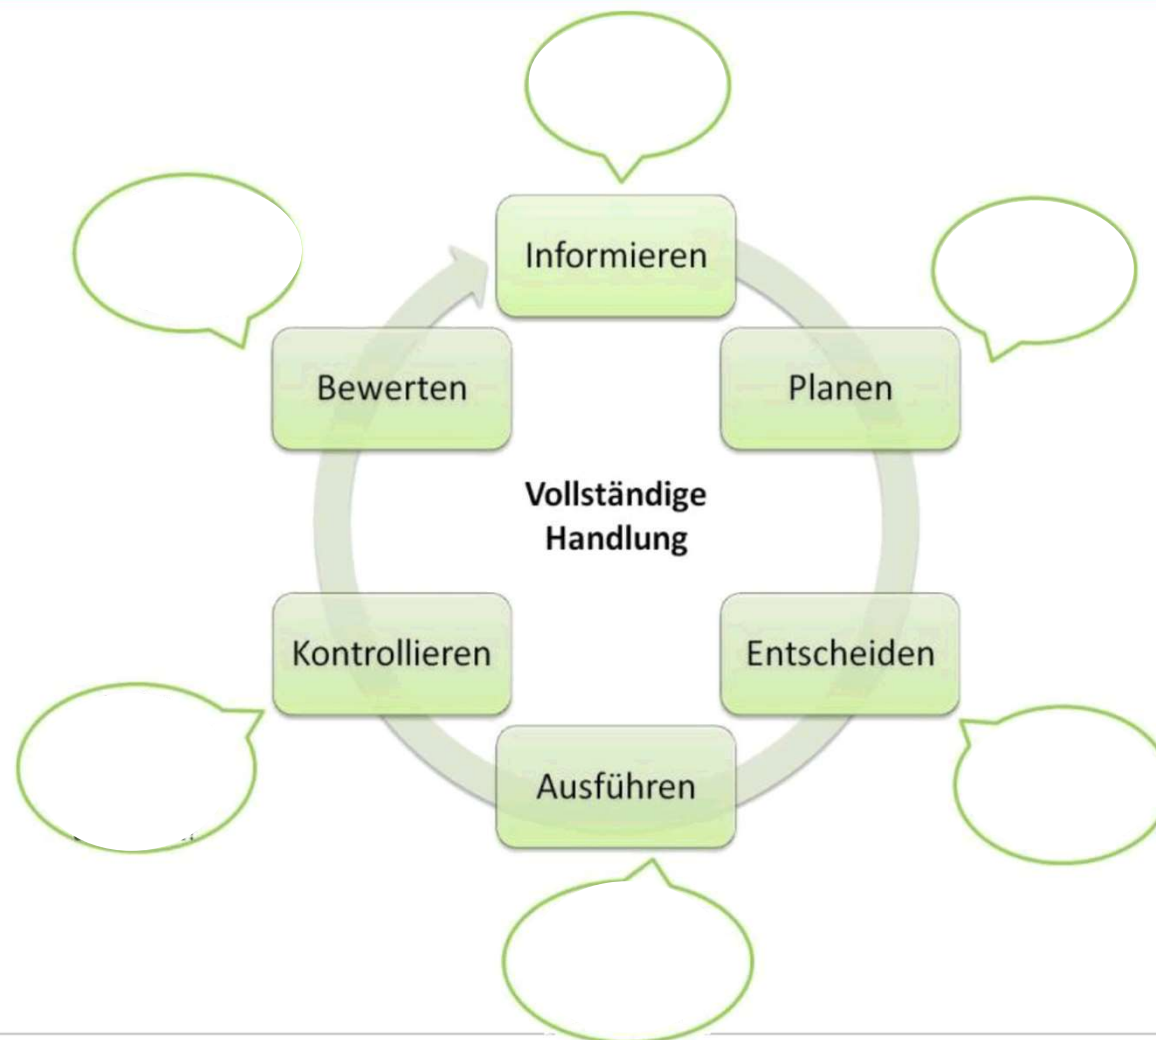 Informieren
Bewerten
Planen
Vollständige
Handlung
Kontrollieren
Entscheiden
Ausführen